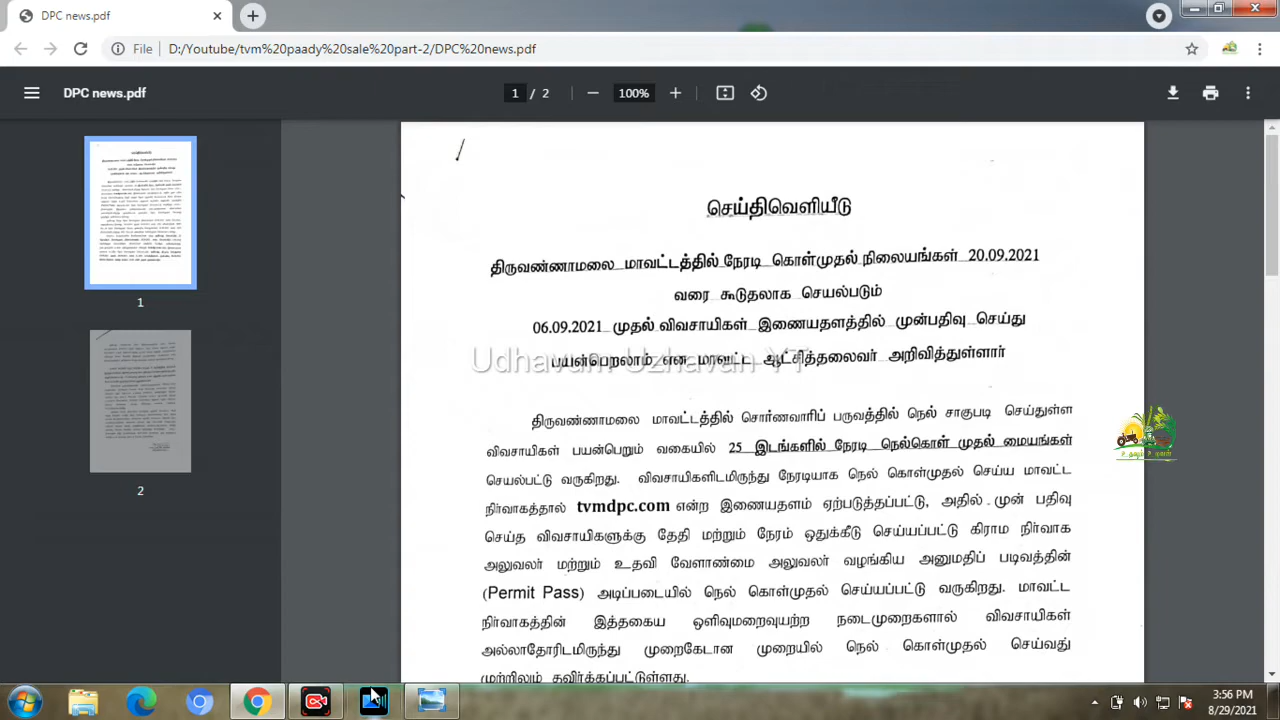 DPC news.pdf
File
D:/Youtube/tvm%20paady%20sale%20part-2/DPC%20news.pdf
DPC news.pdf
1 / 2
100%
1
2
செய்திவெளியீடு
திருவண்ணாமலை மாவட்டத்தில் நேரடி கொள்முதல் நிலையங்கள் 20.09.2021
வரை கூடுதலாக செயல்படும்
06.09.2021 முதல் விவசாயிகள் இணையதளத்தில் முன்பதிவு செய்து
பயன்பெறலாம் என மாவட்ட ஆட்சித்தலைவர் அறிவித்துள்ளார்
Udhavum Uzhavan YT
திருவண்ணாமலை மாவட்டத்தில் சொர்ணவாரிப் பருவத்தில் நெல் சாகுபடி செய்துள்ள
விவசாயிகள் பயன்பெறும் வகையில் 25 இடங்களில் நேரடி நெல்கொள் முதல் மையங்கள்
செயல்பட்டு வருகிறது. விவசாயிகளிடமிருந்து நேரடியாக நெல் கொள்முதல் செய்ய மாவட்ட
நிர்வாகத்தால் tvmdpc.com என்ற இணையதளம் ஏற்படுத்தப்பட்டு, அதில் முன் பதிவு
செய்த விவசாயிகளுக்கு தேதி மற்றும் நேரம் ஒதுக்கீடு செய்யப்பட்டு கிராம நிர்வாக
அலுவலர் மற்றும் உதவி வேளாண்மை அலுவலர் வழங்கிய அனுமதிப் படிவத்தின்
(Permit Pass) அடிப்படையில் நெல் கொள்முதல் செய்யப்பட்டு வருகிறது. மாவட்ட
நிர்வாகத்தின் இத்தகைய ஒளிவுமறைவுயற்ற நடைமுறைகளால் விவசாயிகள்
அல்லாதோரிடமிருந்து முறைகேடான முறையில் நெல் கொள்முதல் செய்வது
முற்றிலும் தவிர்க்கப்பட்டுள்ளது.
உதவும் உழவன்
3:56 PM
8/29/2021